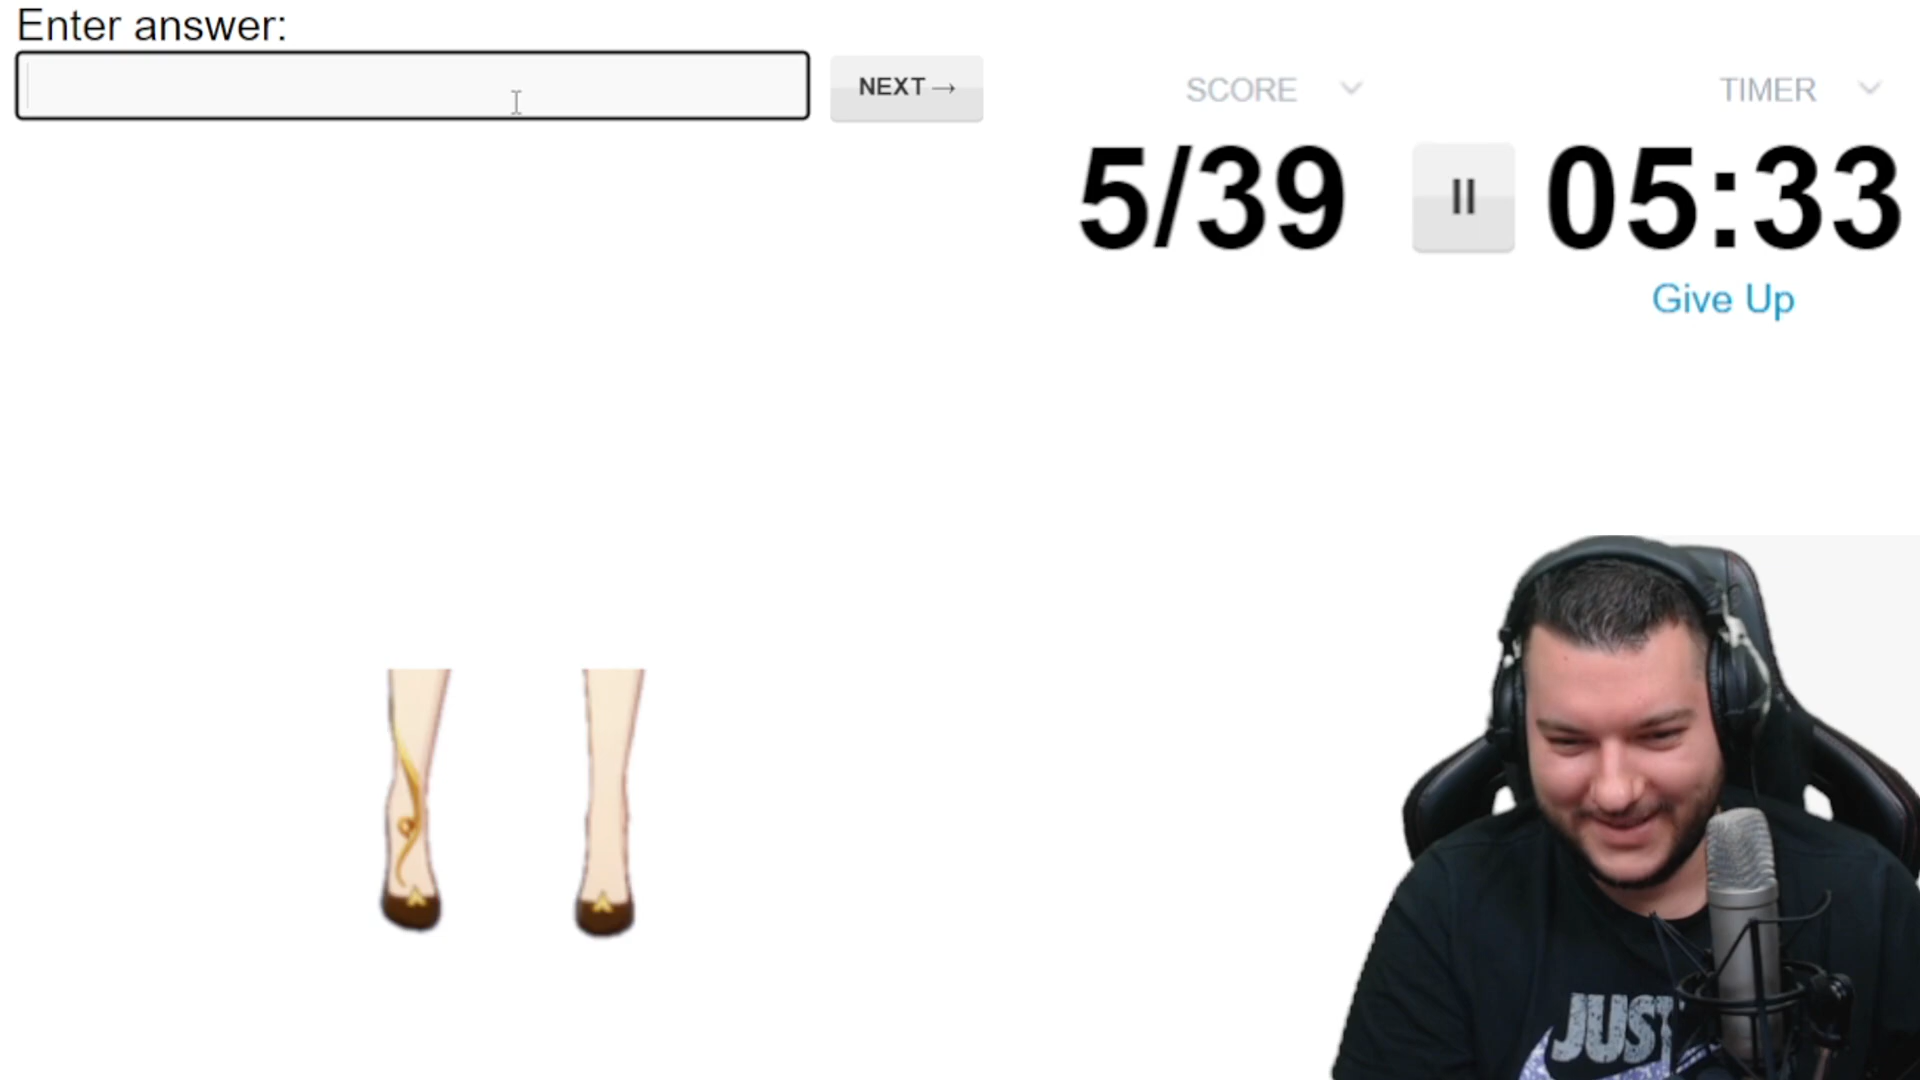 Enter answer:
NEXT→
SCORE
TIMER
5/39
05:33
Give Up
JUST